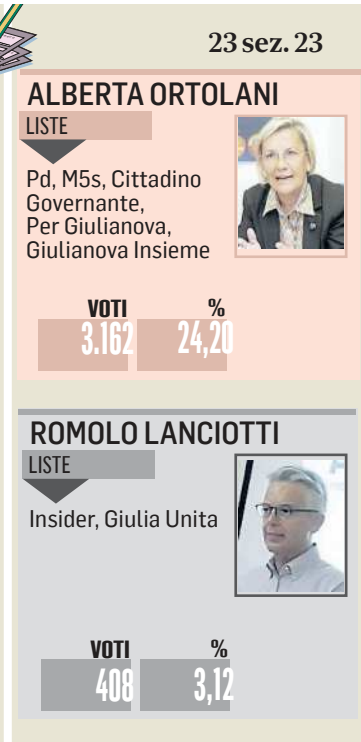 23 sez. 23
ALBERTA ORTOLANI
LISTE
Pd, M5s, Cittadino
Governante,
Per Giulianova,
Giulianova Insieme
VOTI %
3.162 24,20
ROMOLO LANCIOTTI
LISTE
Insider, Giulia Unita
VOTI %
408 3,12